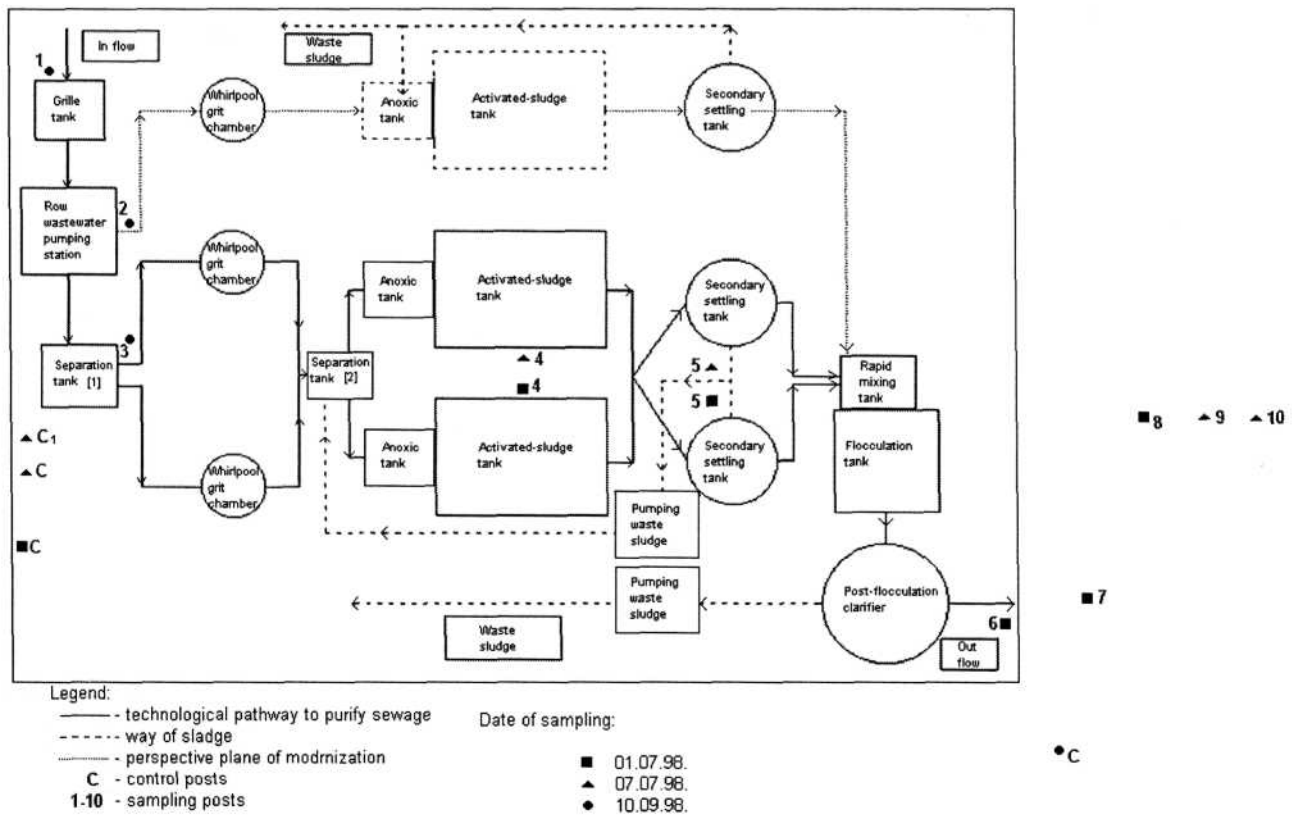 In flow
1
Grille
tank
Waste
sludge
Whirlpool
grit
chamber
Anoxic
tank
Activated-sludge
tank
Secondary
settling
tank
Row
wastewater
pumping
station
2
Whirlpool
grit
chamber
Anoxic
tank
Activated-sludge
tank
Secondary
settling
tank
Separation
tank [1]
3
Separation
tank [2]
4
4
5
5
Rapid
mixing
tank
C1
C
C
Whirlpool
grit
chamber
Anoxic
tank
Activated-sludge
tank
Secondary
settling
tank
Flocculation
tank
8
9
10
Pumping
waste
sludge
Pumping
waste
sludge
Post-flocculation
clarifier
7
6
Waste
sludge
Out
flow
Legend:
- technological pathway to purify sewage
- way of sladge
- perspective plane of modrnization
C - control posts
1-10 - sampling posts
Date of sampling:
01.07.98.
07.07.98.
10.09.98.
C